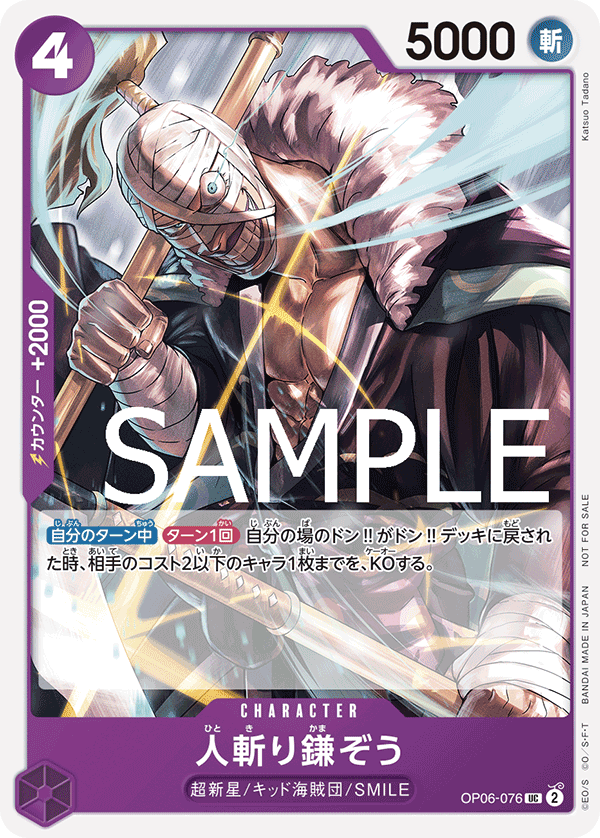 4
5000
斬
Katsuo Tadano
カウンター +2000
SAMPLE
自分のターン中 ターン1回 自分の場のドン!!がドン!!デッキに戻され
た時、相手のコスト2以下のキャラ1枚までを、KOする。
CHARACTER
人斬り鎌ぞう
超新星/キッド海賊団/SMILE
OP06-076 UC 2
©E.O/S ©O/S・F・T BANDAI MADE IN JAPAN NOT FOR SALE